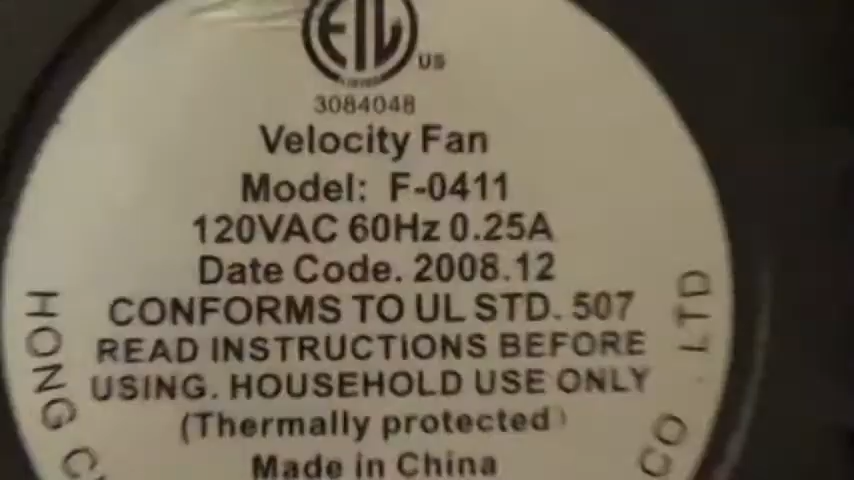 ETL
US
LISTED
3084048
Velocity Fan
Model: F-0411
120VAC 60Hz 0.25A
Date Code. 2008.12
CONFORMS TO UL STD. 507
READ INSTRUCTIONS BEFORE
USING. HOUSEHOLD USE ONLY
(Thermally protected)
Made in China
HONG
CO . LTD